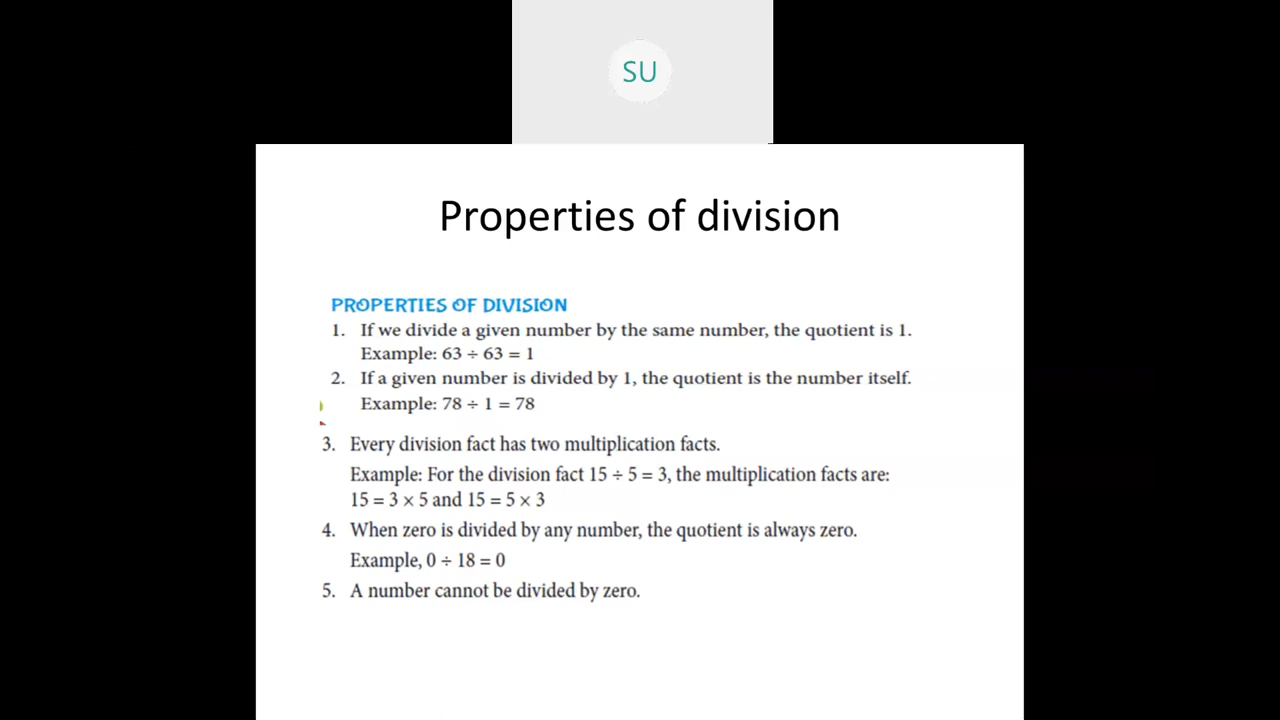 SU
Properties of division
PROPERTIES OF DIVISION
1. If we divide a given number by the same number, the quotient is 1.
Example: 63 ÷ 63 = 1
2. If a given number is divided by 1, the quotient is the number itself.
Example: 78 ÷ 1 = 78
3. Every division fact has two multiplication facts.
Example: For the division fact 15 ÷ 5 = 3, the multiplication facts are:
15 = 3 × 5 and 15 = 5 × 3
4. When zero is divided by any number, the quotient is always zero.
Example, 0 ÷ 18 = 0
5. A number cannot be divided by zero.